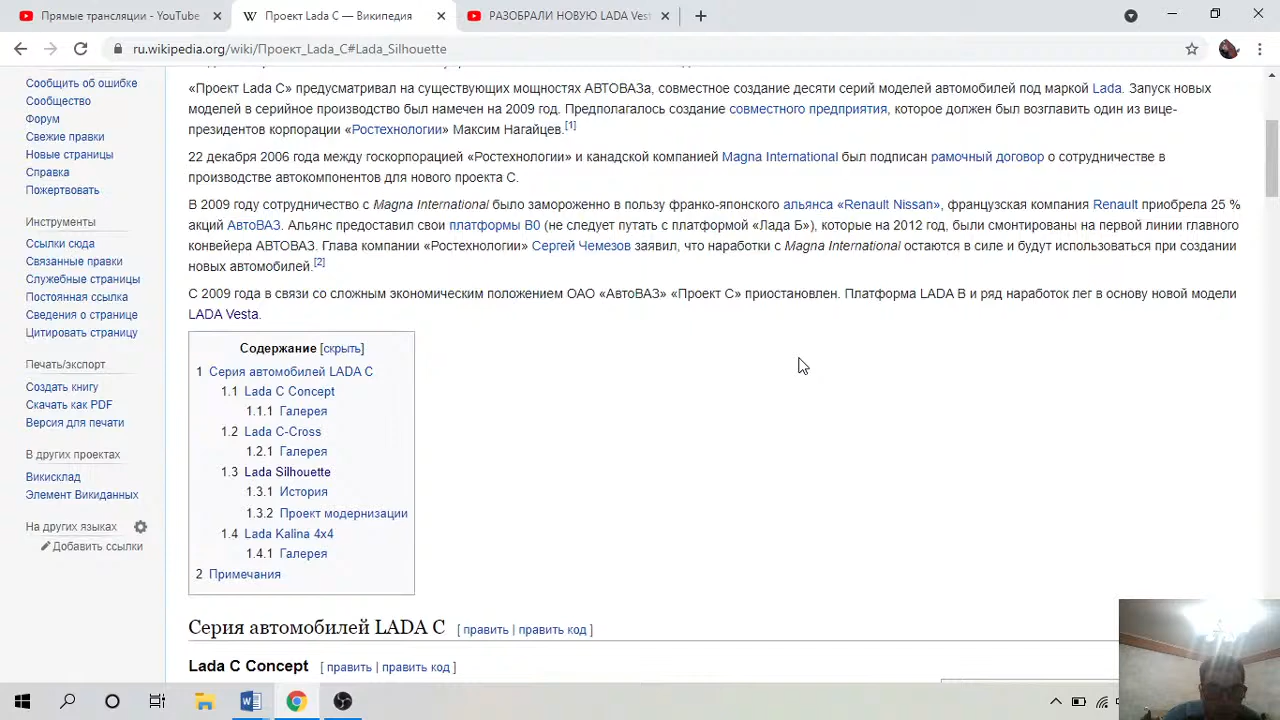 Прямые трансляции - YouTube
Проект Lada C — Википедия
РАЗОБРАЛИ НОВУЮ LADA Vest
ru.wikipedia.org/wiki/Проект_Lada_C#Lada_Silhouette
Сообщить об ошибке
Сообщество
Форум
Свежие правки
Новые страницы
Справка
Пожертвовать
Инструменты
Ссылки сюда
Связанные правки
Служебные страницы
Постоянная ссылка
Сведения о странице
Цитировать страницу
Печать/экспорт
Создать книгу
Скачать как PDF
Версия для печати
В других проектах
Викисклад
Элемент Викиданных
На других языках
Добавить ссылки
«Проект Lada C» предусматривал на существующих мощностях АВТОВАЗа, совместное создание десяти серий моделей автомобилей под маркой Lada. Запуск новых
моделей в серийное производство был намечен на 2009 год. Предполагалось создание совместного предприятия, которое должен был возглавить один из вице-
президентов корпорации «Ростехнологии» Максим Нагайцев.[1]
22 декабря 2006 года между госкорпорацией «Ростехнологии» и канадской компанией Magna International был подписан рамочный договор о сотрудничестве в
производстве автокомпонентов для нового проекта С.
В 2009 году сотрудничество с Magna International было заморожено в пользу франко-японского альянса «Renault Nissan», французская компания Renault приобрела 25 %
акций АвтоВАЗ. Альянс предоставил свои платформы B0 (не следует путать с платформой «Лада Б»), которые на 2012 год, были смонтированы на первой линии главного
конвейера АВТОВАЗ. Глава компании «Ростехнологии» Сергей Чемезов заявил, что наработки с Magna International остаются в силе и будут использоваться при создании
новых автомобилей.[2]
С 2009 года в связи со сложным экономическим положением ОАО «АвтоВАЗ» «Проект С» приостановлен. Платформа LADA B и ряд наработок лег в основу новой модели
LADA Vesta.
Содержание [скрыть]
1 Серия автомобилей LADA C
1.1 Lada C Concept
1.1.1 Галерея
1.2 Lada C-Cross
1.2.1 Галерея
1.3 Lada Silhouette
1.3.1 История
1.3.2 Проект модернизации
1.4 Lada Kalina 4x4
1.4.1 Галерея
2 Примечания
Серия автомобилей LADA C [ править | править код ]
Lada C Concept [ править | править код ]